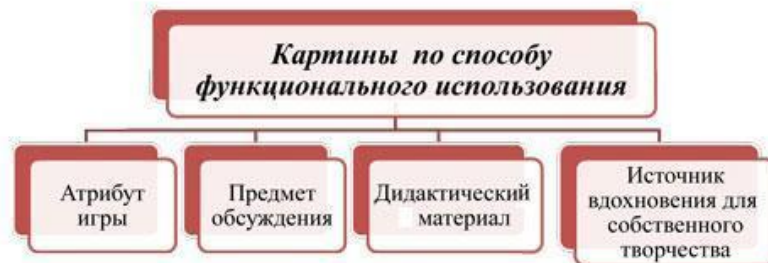 Картины по способу
функционального использования
Атрибут
игры
Предмет
обсуждения
Дидактический
материал
Источник
вдохновения для
собственного
творчества